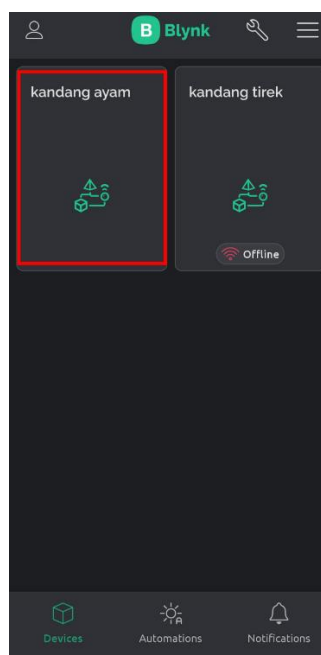 B Blynk
kandang ayam
kandang tirek
Offline
Devices
Automations
Notifications